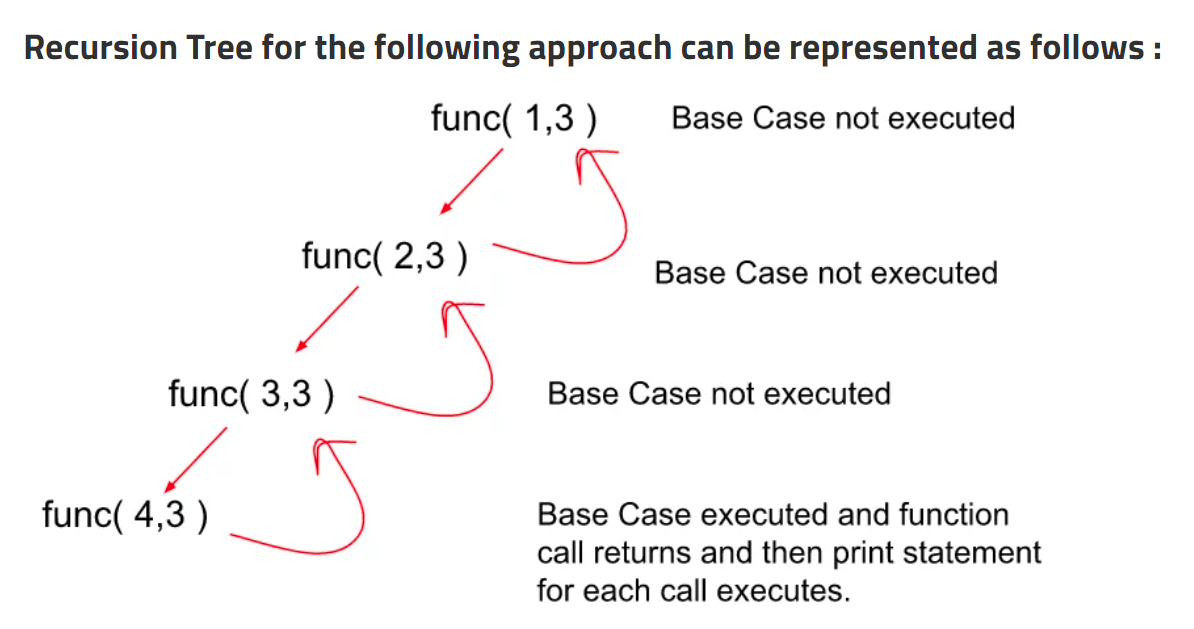 Recursion Tree for the following approach can be represented as follows :
func( 1,3 )
Base Case not executed
func( 2,3 )
Base Case not executed
func( 3,3 )
Base Case not executed
func( 4,3 )
Base Case executed and function
call returns and then print statement
for each call executes.